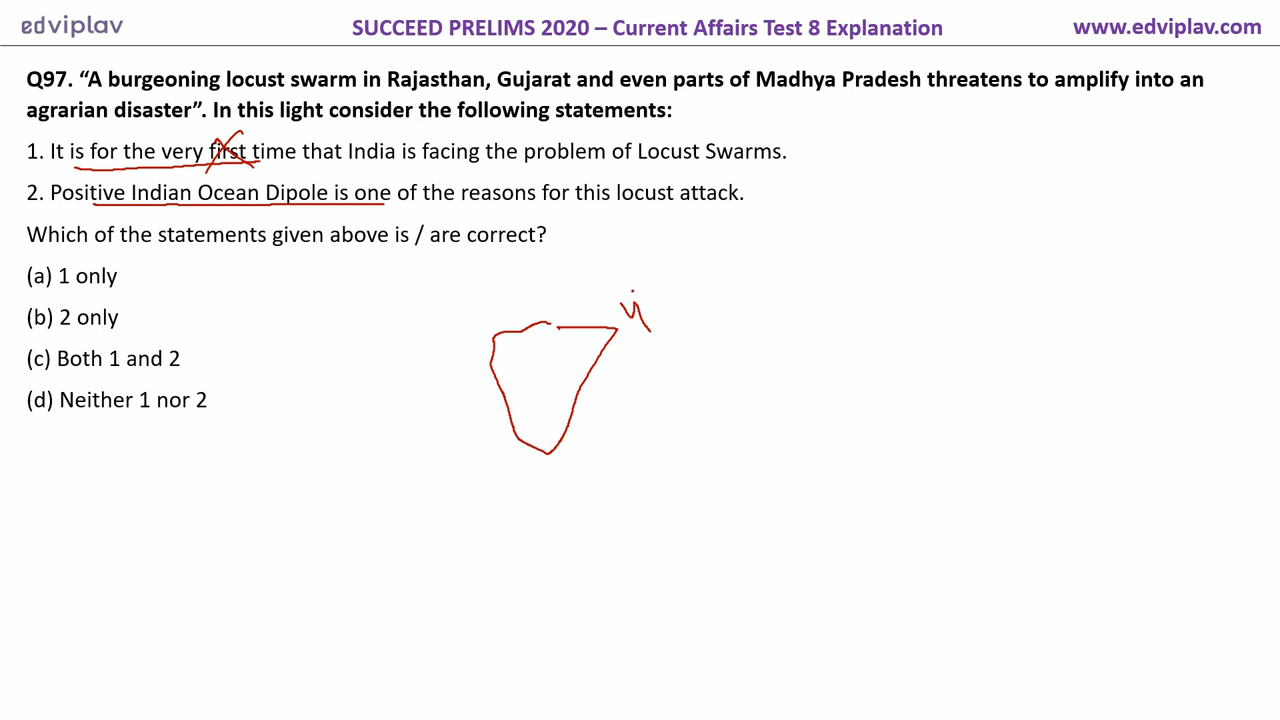 edviplav
SUCCEED PRELIMS 2020 – Current Affairs Test 8 Explanation
www.edviplav.com
Q97. “A burgeoning locust swarm in Rajasthan, Gujarat and even parts of Madhya Pradesh threatens to amplify into an
agrarian disaster”. In this light consider the following statements:
1. It is for the very first time that India is facing the problem of Locust Swarms.
2. Positive Indian Ocean Dipole is one of the reasons for this locust attack.
Which of the statements given above is / are correct?
(a) 1 only
(b) 2 only
(c) Both 1 and 2
(d) Neither 1 nor 2